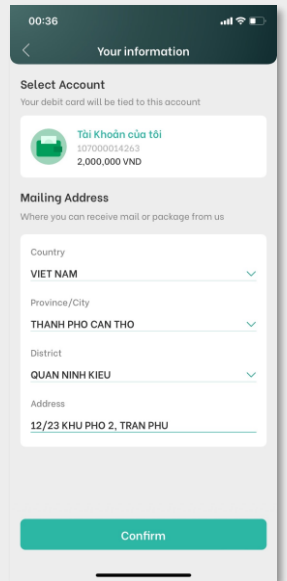 00:36
Your information
Select Account
Your debit card will be tied to this account
Tài Khoản của tôi
107000014263
2,000,000 VND
Mailing Address
Where you can receive mail or package from us
Country
VIET NAM
Province/City
THANH PHO CAN THO
District
QUAN NINH KIEU
Address
12/23 KHU PHO 2, TRAN PHU
Confirm